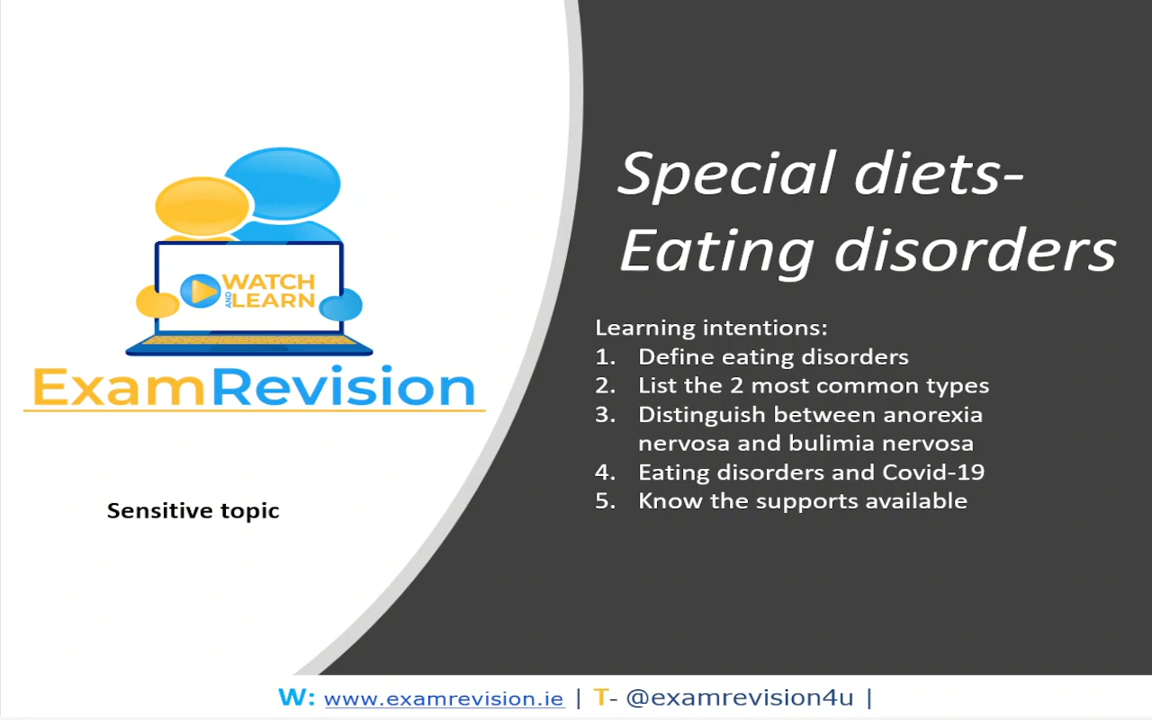 WATCH
AND LEARN
ExamRevision
Sensitive topic
Special diets-
Eating disorders
Learning intentions:
1. Define eating disorders
2. List the 2 most common types
3. Distinguish between anorexia
nervosa and bulimia nervosa
4. Eating disorders and Covid-19
5. Know the supports available
W: www.examrevision.ie | T- @examrevision4u |